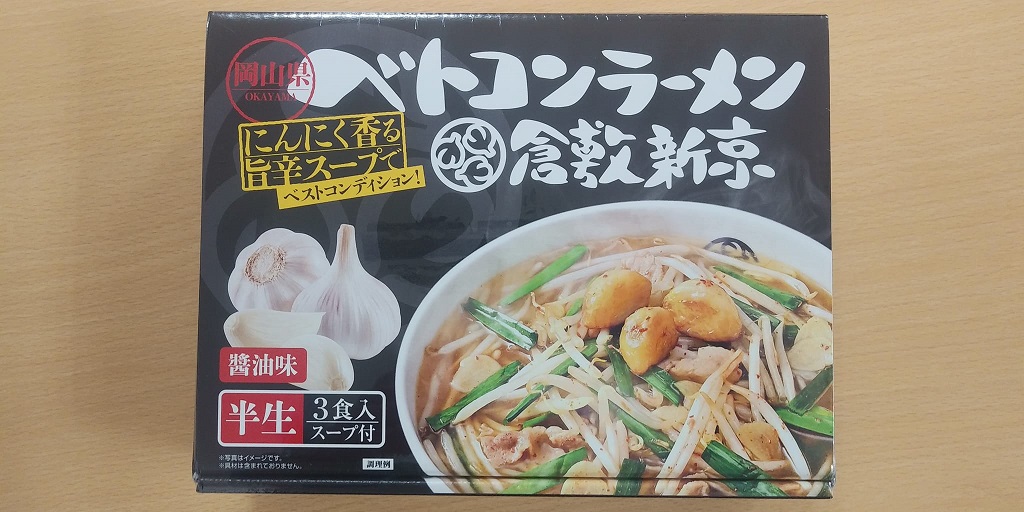 岡山県
OKAYAMA
ベトコンラーメン
倉敷新京
にんにく香る
旨辛スープで
ベストコンディション!
醬油味
半生
3食入
スープ付
※写真はイメージです。
※具材は含まれておりません。
調理例